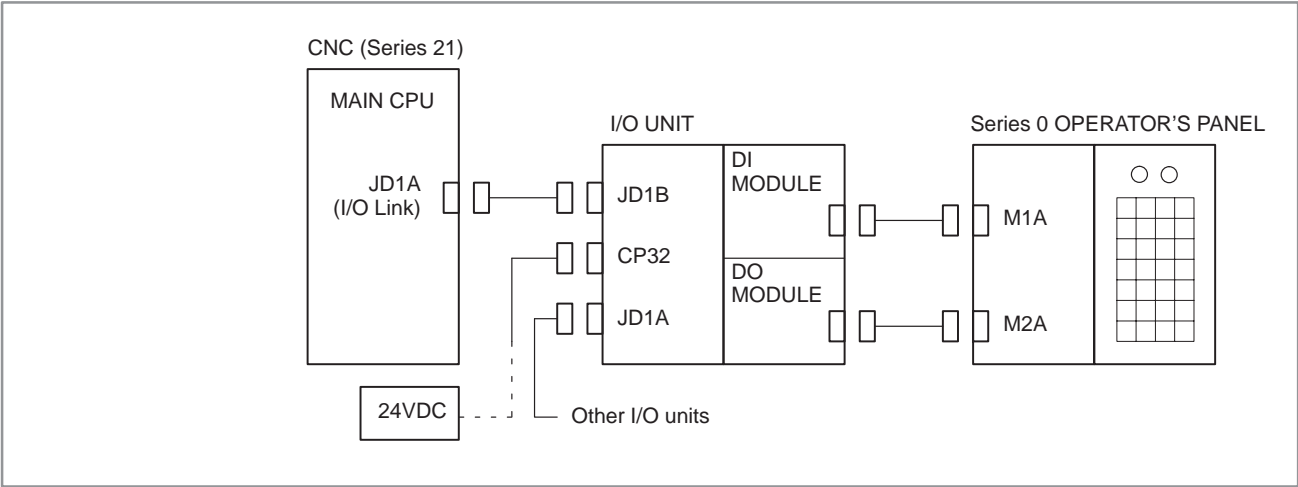 CNC (Series 21)
MAIN CPU
JD1A
(I/O Link)
24VDC
I/O UNIT
JD1B
CP32
JD1A
DI
MODULE
DO
MODULE
Other I/O units
Series 0 OPERATOR'S PANEL
M1A
M2A